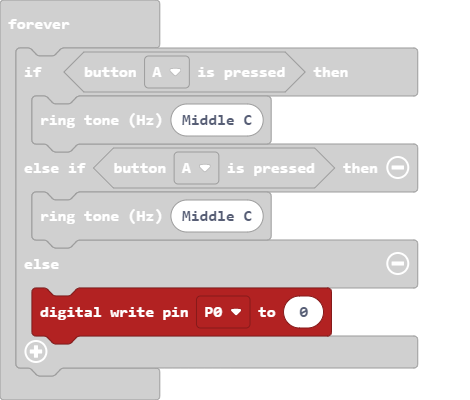 forever
if button A is pressed then
ring tone (Hz) Middle C
else if button A is pressed then
ring tone (Hz) Middle C
else
digital write pin P0 to 0